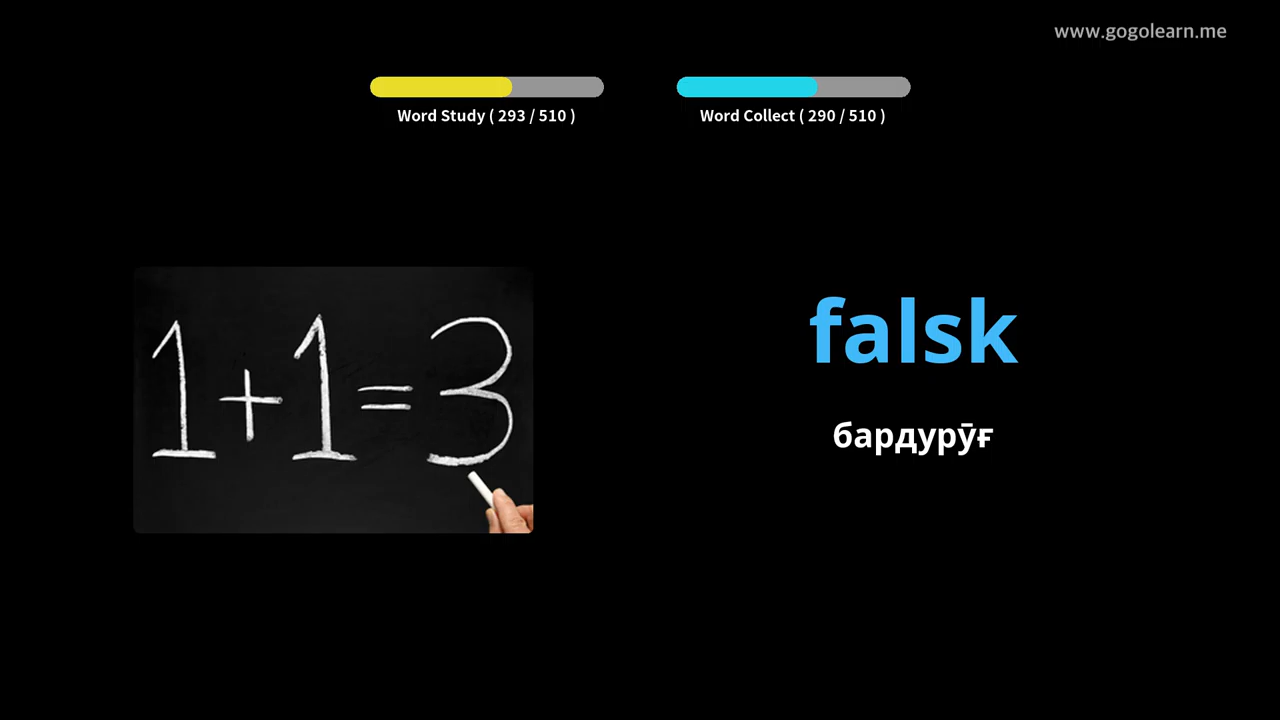 www.gogolearn.me
Word Study ( 293 / 510 )
Word Collect ( 290 / 510 )
1+1=3
falsk
бардурӯғ